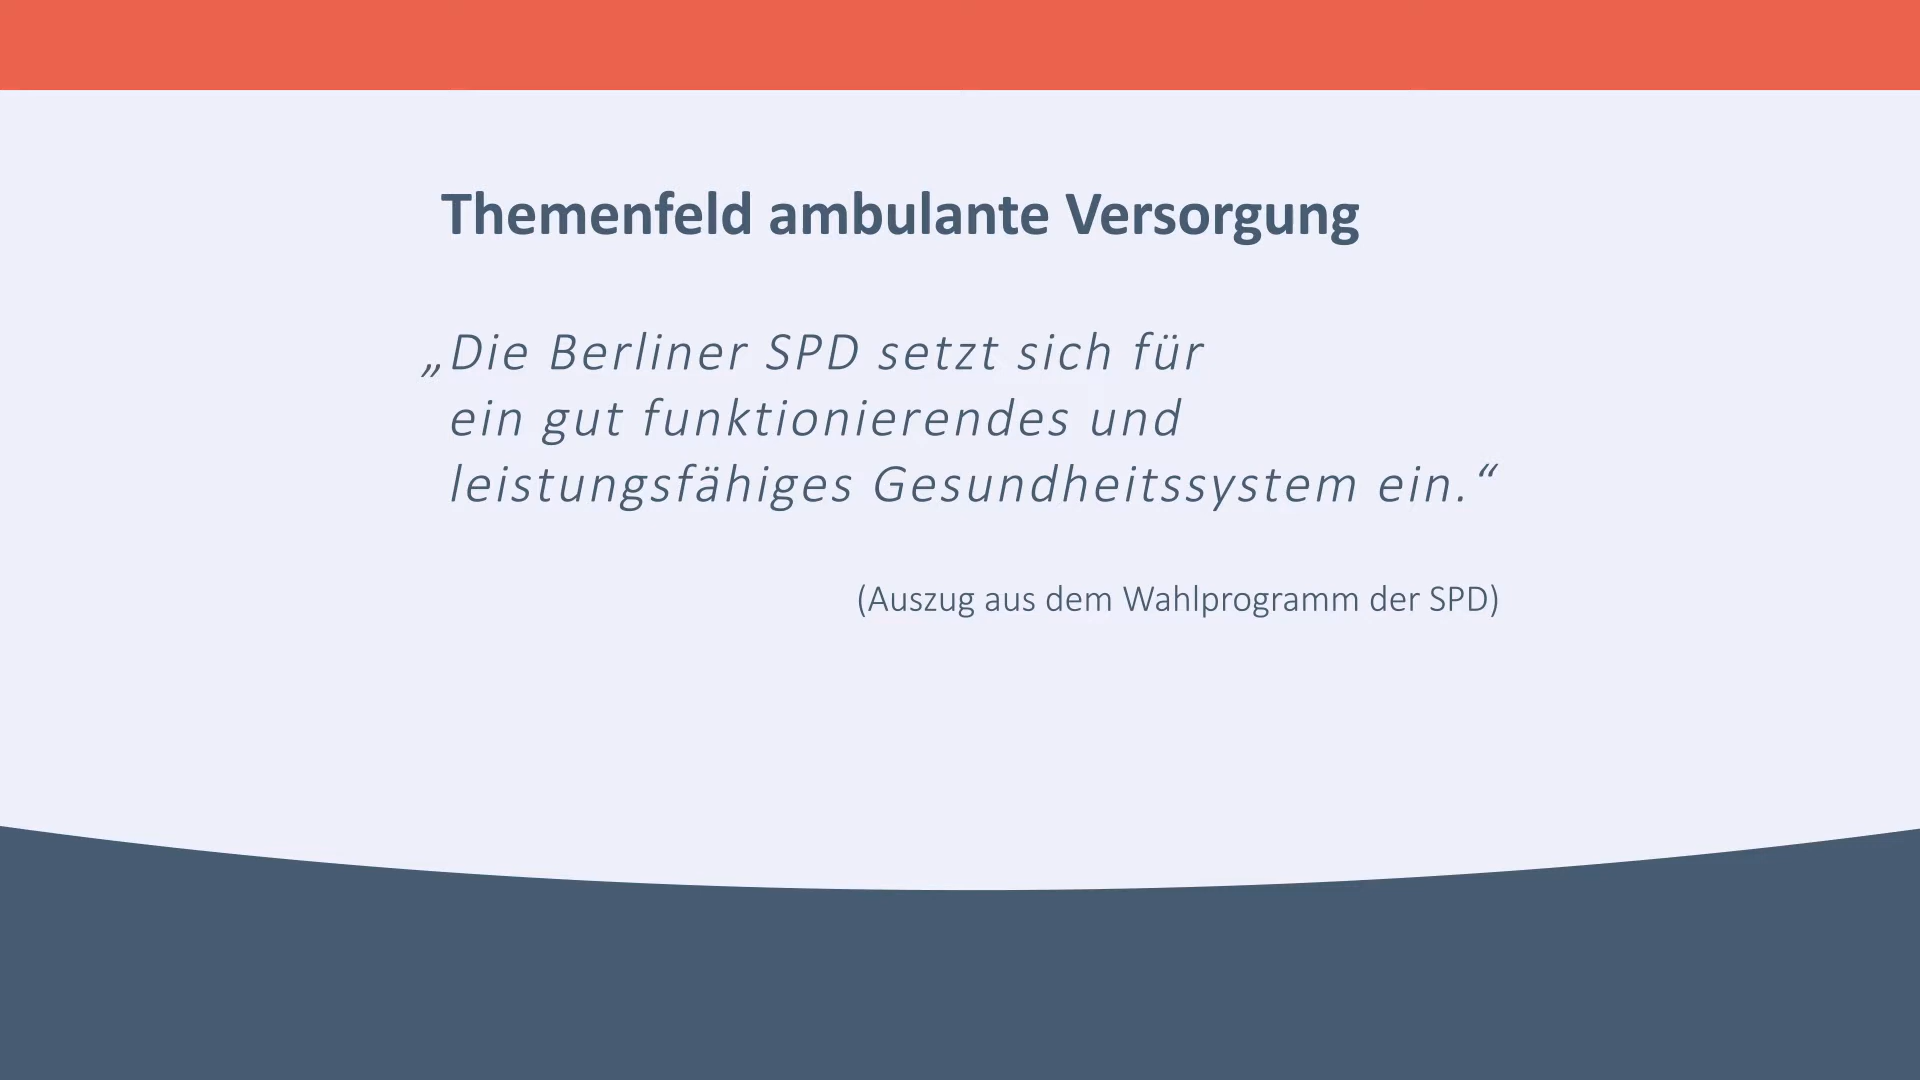 Themenfeld ambulante Versorgung
„Die Berliner SPD setzt sich für
ein gut funktionierendes und
leistungsfähiges Gesundheitssystem ein.“
(Auszug aus dem Wahlprogramm der SPD)